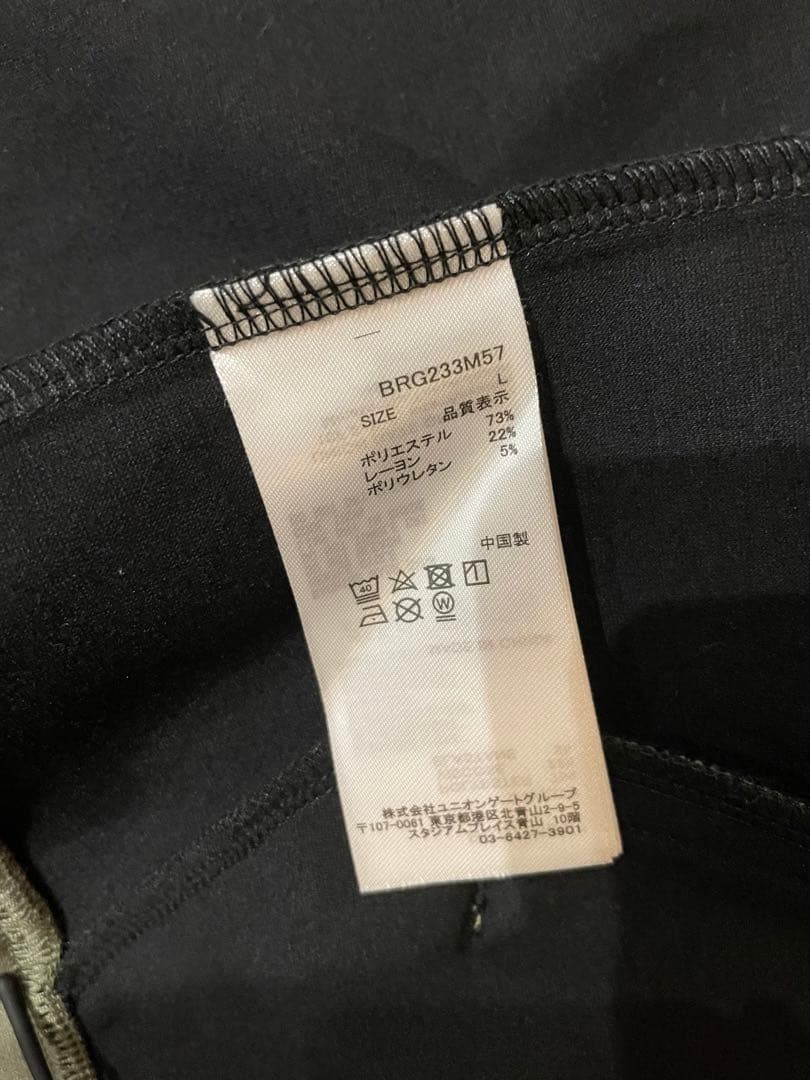 BRG233M57
SIZE L
品質表示
ポリエステル 73%
レーヨン 22%
ポリウレタン 5%
中国製
40
W
株式会社ユニオンゲートグループ
〒107-0061 東京都港区北青山2-9-5
スタジアムプレイス青山 10階
03-6427-3901